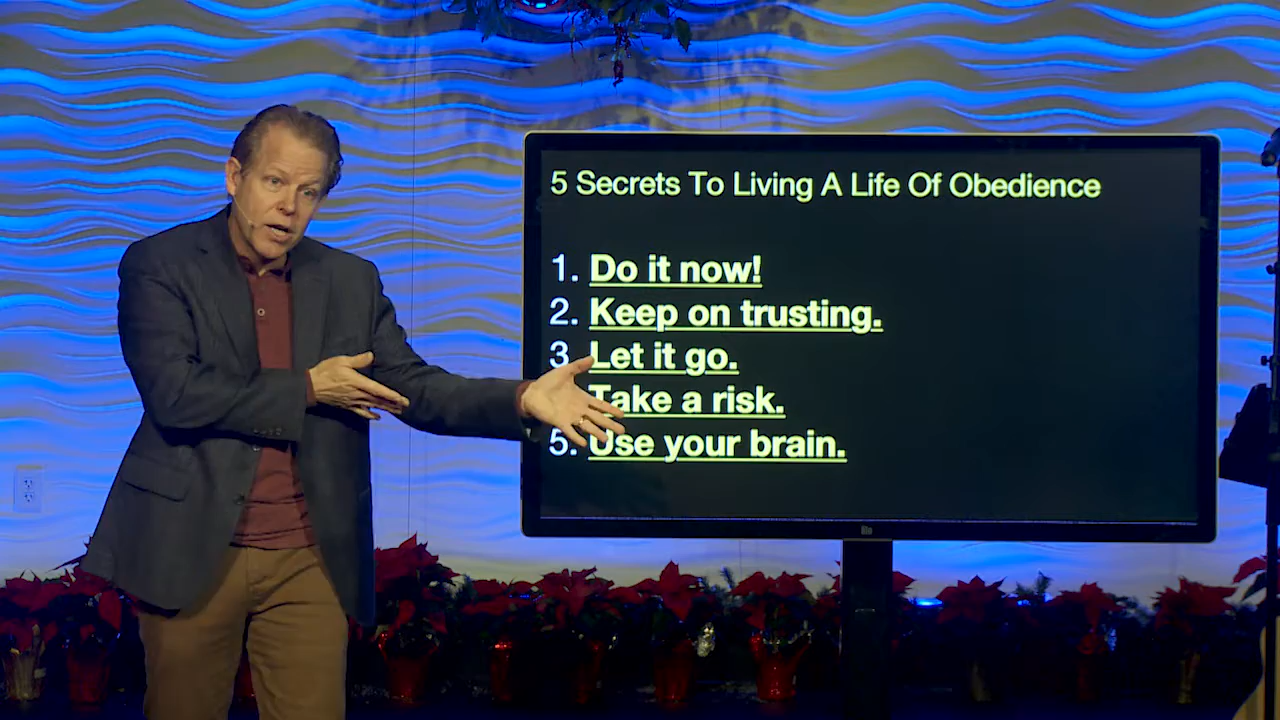 5 Secrets To Living A Life Of Obedience
1. Do it now!
2. Keep on trusting.
3. Let it go.
Take a risk.
5. Use your brain.
elo